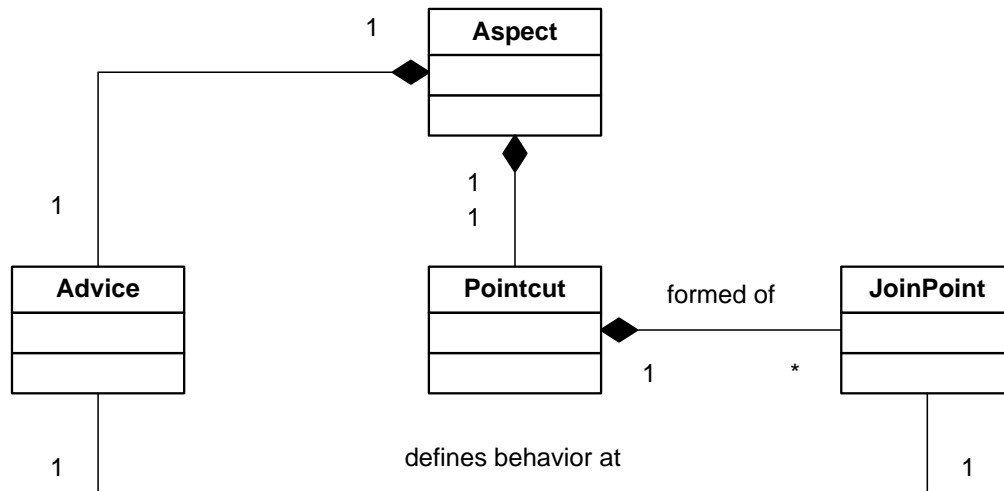 1
Aspect
1
1
1
Advice
Pointcut
formed of
JoinPoint
1
*
1
defines behavior at
1